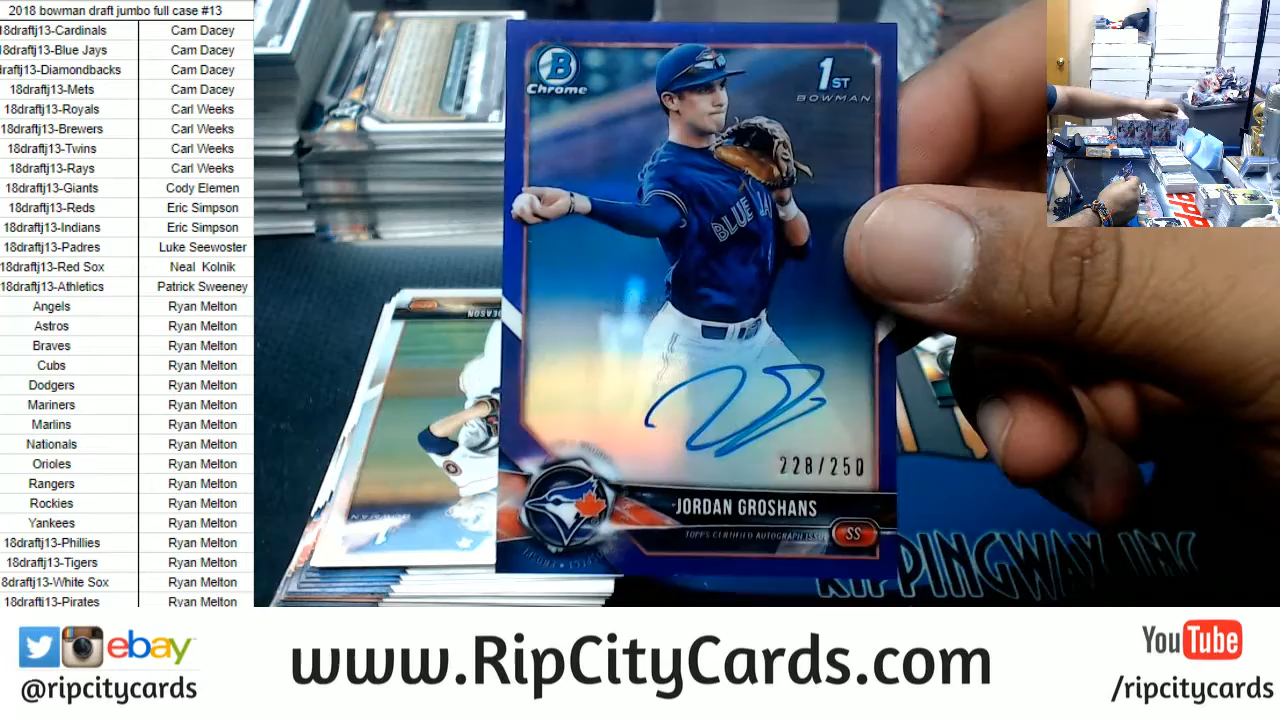 2018 bowman draft jumbo full case #13
18draftj13-Cardinals Cam Dacey
18draftj13-Blue Jays Cam Dacey
draftj13-Diamondbacks Cam Dacey
18draftj13-Mets Cam Dacey
18draftj13-Royals Carl Weeks
18draftj13-Brewers Carl Weeks
18draftj13-Twins Carl Weeks
18draftj13-Rays Carl Weeks
18draftj13-Giants Cody Elemen
18draftj13-Reds Eric Simpson
18draftj13-Indians Eric Simpson
18draftj13-Padres Luke Seewoster
18draftj13-Red Sox Neal Kolnik
18draftj13-Athletics Patrick Sweeney
Angels Ryan Melton
Astros Ryan Melton
Braves Ryan Melton
Cubs Ryan Melton
Dodgers Ryan Melton
Mariners Ryan Melton
Marlins Ryan Melton
Nationals Ryan Melton
Orioles Ryan Melton
Rangers Ryan Melton
Rockies Ryan Melton
Yankees Ryan Melton
18draftj13-Phillies Ryan Melton
18draftj13-Tigers Ryan Melton
8draftj13-White Sox Ryan Melton
18draftj13-Pirates Ryan Melton
B
Chrome
1ST
BOWMAN
BLUE JA
228/250
JORDAN GROSHANS
TOPPS CERTIFIED AUTOGRAPH ISSUE
SS
RIPPINGWAX INC
ebay
@ripcitycards
www.RipCityCards.com
YouTube
/ripcitycards